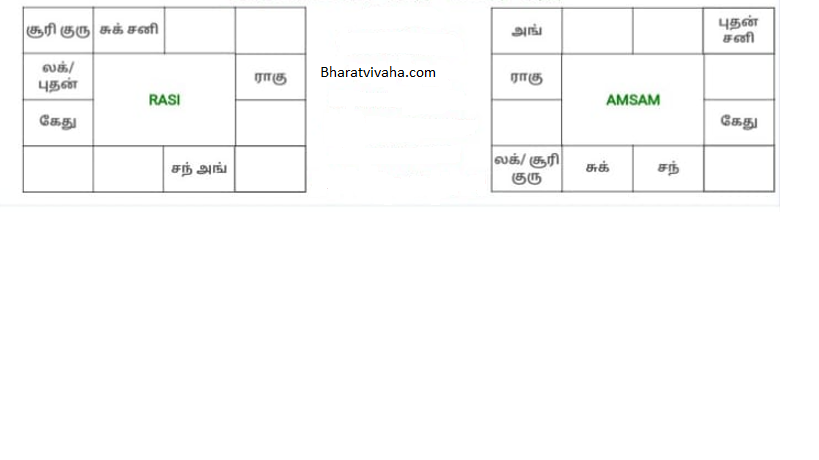 சூரி குரு
சுக் சனி
லக்/
புதன்
ராகு
RASI
கேது
சந் அங்
Bharatvivaha.com
அங்
புதன்
சனி
ராகு
AMSAM
கேது
லக்/ சூரி
குரு
சுக்
சந்